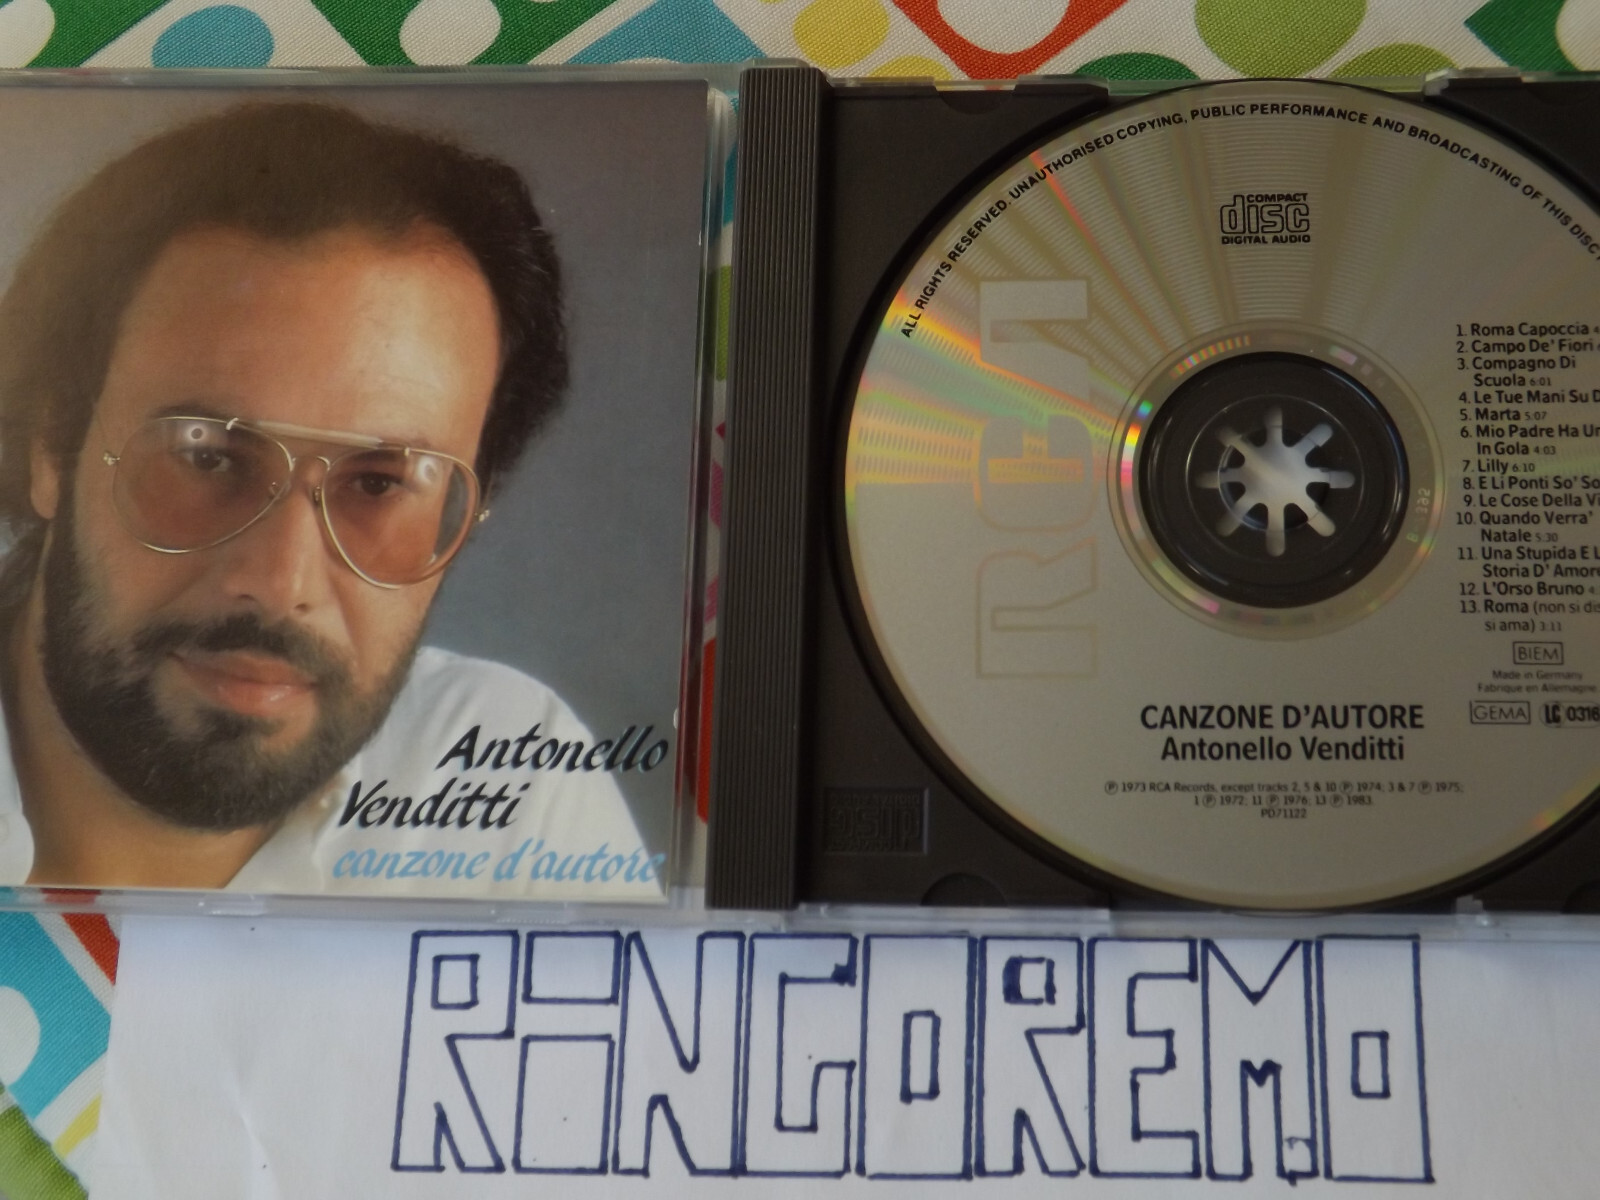 Antonello
Venditti
canzone d'autore
ALL RIGHTS RESERVED. UNAUTHORISED COPYING, PUBLIC PERFORMANCE AND BROADCASTING OF THIS DISC
COMPACT
disc
DIGITAL AUDIO
RCA
1. Roma Capoccia
2. Campo De' Fiori
3. Compagno Di
Scuola 6:01
4. Le Tue Mani Su
5. Marta 5:07
6. Mio Padre Ha
In Gola 4:03
7. Lilly 6:10
8. E Li Ponti So'
9. Le Cose Della
10. Quando Verra'
Natale 5:30
11. Una Stupida E
Storia D' Amore
12. L'Orso Bruno
13. Roma (non si
si ama) 3:11
BIEM
Made in Germany
Fabrique en Allemagne
GEMA LC 0316
CANZONE D'AUTORE
Antonello Venditti
℗ 1973 RCA Records, except tracks 2, 5 & 10 ℗ 1974; 3 & 7 ℗ 1975;
1 ℗ 1972; 11 ℗ 1976; 13 ℗ 1983.
PD71122
RiNGOREMO